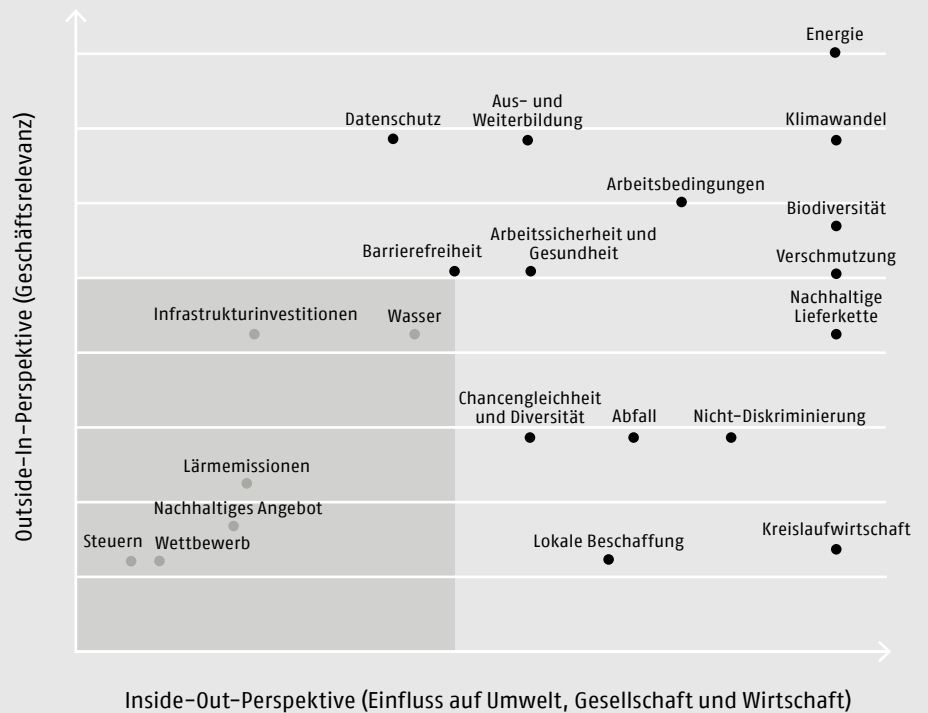 Energie
Datenschutz
Aus- und
Weiterbildung
Klimawandel
Arbeitsbedingungen
Biodiversität
Barrierefreiheit
Arbeitssicherheit und
Gesundheit
Verschmutzung
Nachhaltige
Lieferkette
Infrastrukturinvestitionen
Wasser
Chancengleichheit
und Diversität
Abfall
Nicht-Diskriminierung
Lärmemissionen
Nachhaltiges Angebot
Steuern
Wettbewerb
Lokale Beschaffung
Kreislaufwirtschaft
Outside-In-Perspektive (Geschäftsrelevanz)
Inside-Out-Perspektive (Einfluss auf Umwelt, Gesellschaft und Wirtschaft)